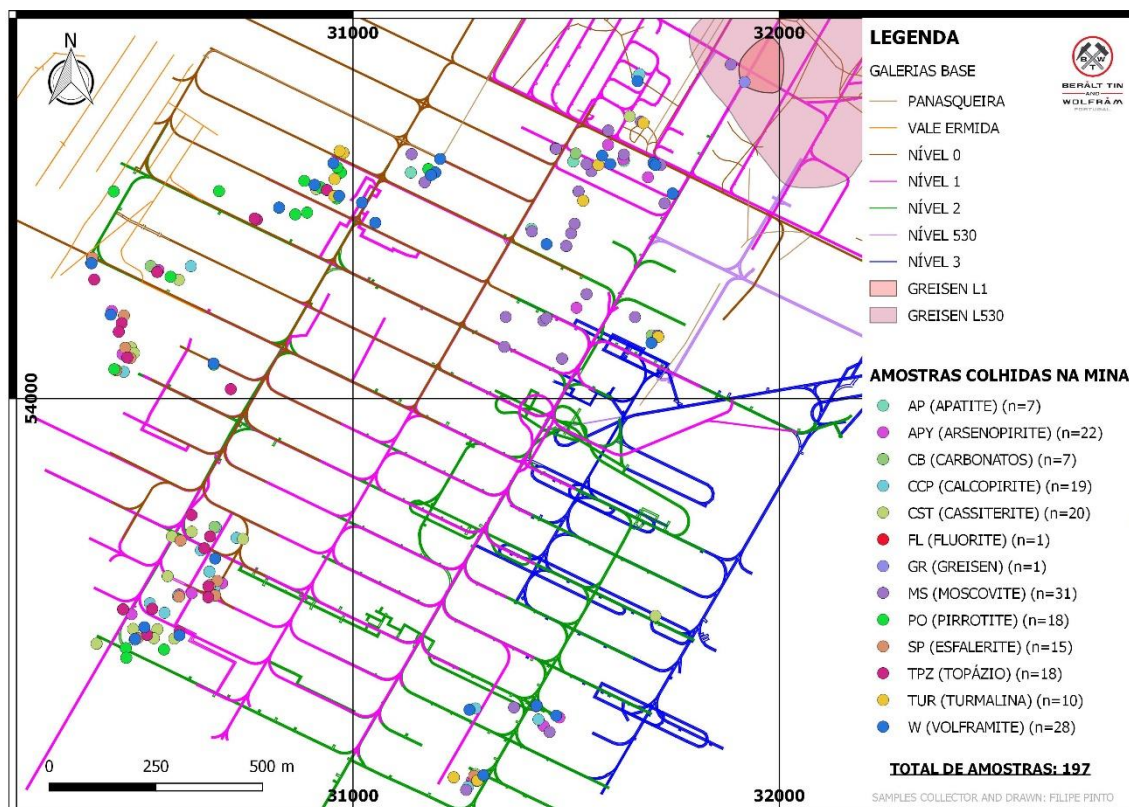 31000
32000
N
54000
0
250
500 m
31000
32000
LEGENDA
BWT
BERALT TIN
AND
WOLFRAM
PORTUGAL
GALERIAS BASE
PANASQUEIRA
VALE ERMIDA
NÍVEL 0
NÍVEL 1
NÍVEL 2
NÍVEL 530
NÍVEL 3
GREISEN L1
GREISEN L530
AMOSTRAS COLHIDAS NA MINA
AP (APATITE) (n=7)
APY (ARSENOPIRITE) (n=22)
CB (CARBONATOS) (n=7)
CCP (CALCOPIRITE) (n=19)
CST (CASSITERITE) (n=20)
FL (FLUORITE) (n=1)
GR (GREISEN) (n=1)
MS (MOSCOVITE) (n=31)
PO (PIRROTITE) (n=18)
SP (ESFALERITE) (n=15)
TPZ (TOPÁZIO) (n=18)
TUR (TURMALINA) (n=10)
W (VOLFRAMITE) (n=28)
TOTAL DE AMOSTRAS: 197
SAMPLES COLLECTOR AND DRAWN: FILIPE PINTO